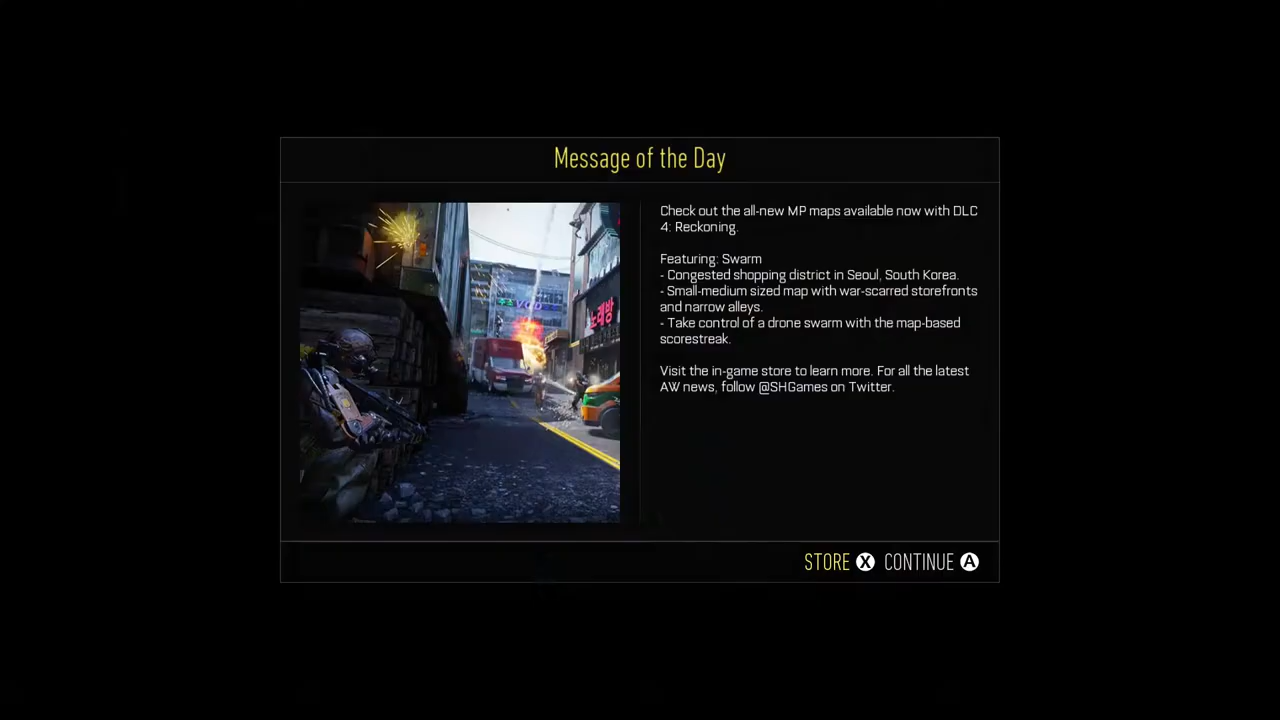 Message of the Day
Check out the all-new MP maps available now with DLC
4: Reckoning.
Featuring: Swarm
- Congested shopping district in Seoul, South Korea.
- Small-medium sized map with war-scarred storefronts
and narrow alleys.
- Take control of a drone swarm with the map-based
scorestreak.
Visit the in-game store to learn more. For all the latest
AW news, follow @SHGames on Twitter.
노래방
STORE X CONTINUE A